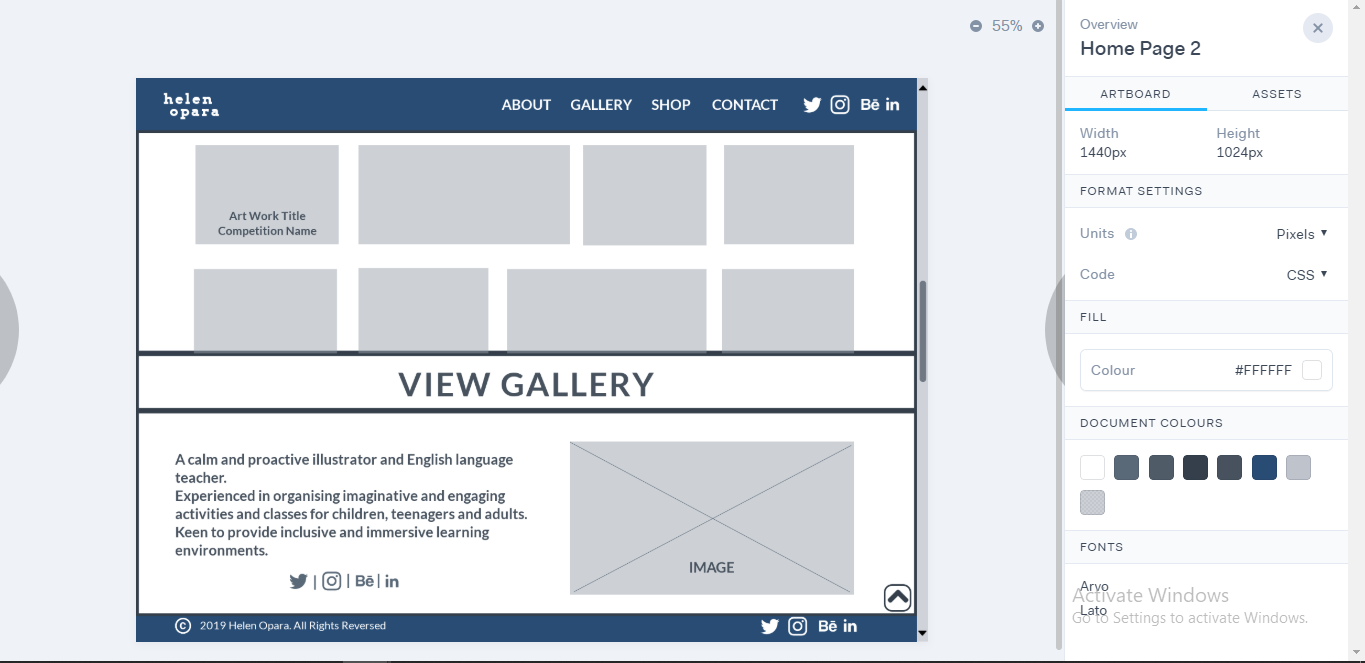 55%
Overview
Home Page 2
ARTBOARD ASSETS
Width Height
1440px 1024px
FORMAT SETTINGS
Units Pixels
Code CSS
FILL
Colour #FFFFFF
DOCUMENT COLOURS
FONTS
Arvo
Lato
Activate Windows
Go to Settings to activate Windows.
helen
opara
ABOUT GALLERY SHOP CONTACT Bē in
Art Work Title
Competition Name
VIEW GALLERY
A calm and proactive illustrator and English language
teacher.
Experienced in organising imaginative and engaging
activities and classes for children, teenagers and adults.
Keen to provide inclusive and immersive learning
environments.
| | Bē | in
IMAGE
© 2019 Helen Opara. All Rights Reversed Bē in